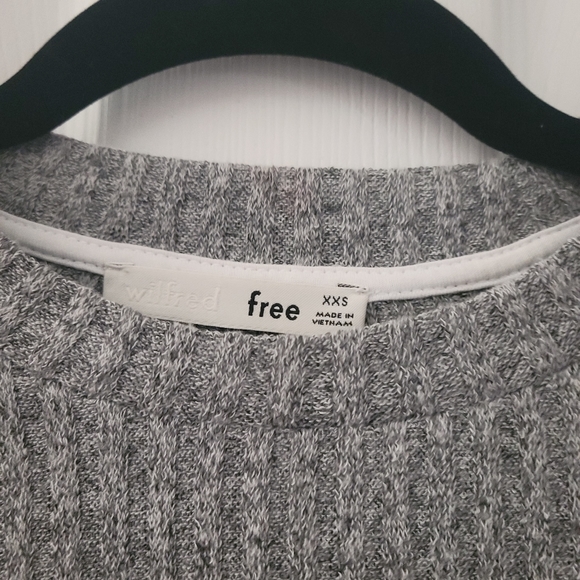 wilfred free
XXS
MADE IN
VIETNAM